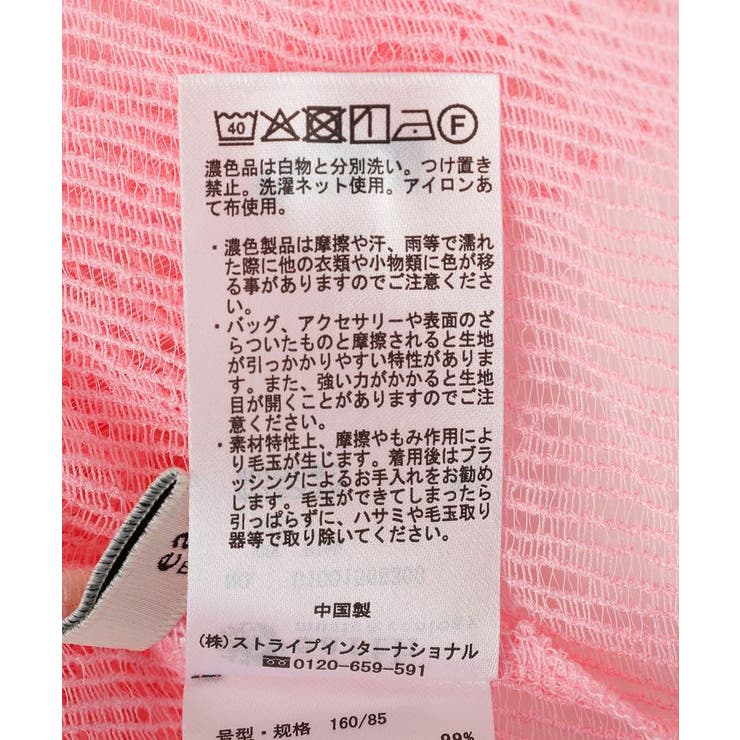 40
F
濃色品は白物と分別洗い。つけ置き
禁止。洗濯ネット使用。アイロンあ
て布使用。
・濃色製品は摩擦や汗、雨等で濡れ
た際に他の衣類や小物類に色が移
る事がありますのでご注意くださ
い。
・バッグ、アクセサリーや表面のざ
らついたものと摩擦されると生地
が引っかかりやすい特性がありま
す。また、強い力がかかると生地
目が開くことがありますのでご注
意ください。
・素材特性上、摩擦やもみ作用によ
り毛玉が生じます。着用後はブラ
ッシングによるお手入れをお勧め
します。毛玉ができてしまったら
引っぱらずに、ハサミや毛玉取り
器等で取り除いてください。
中国製
(株)ストライプインターナショナル
0120-659-591
号型・规格 160/85
99%